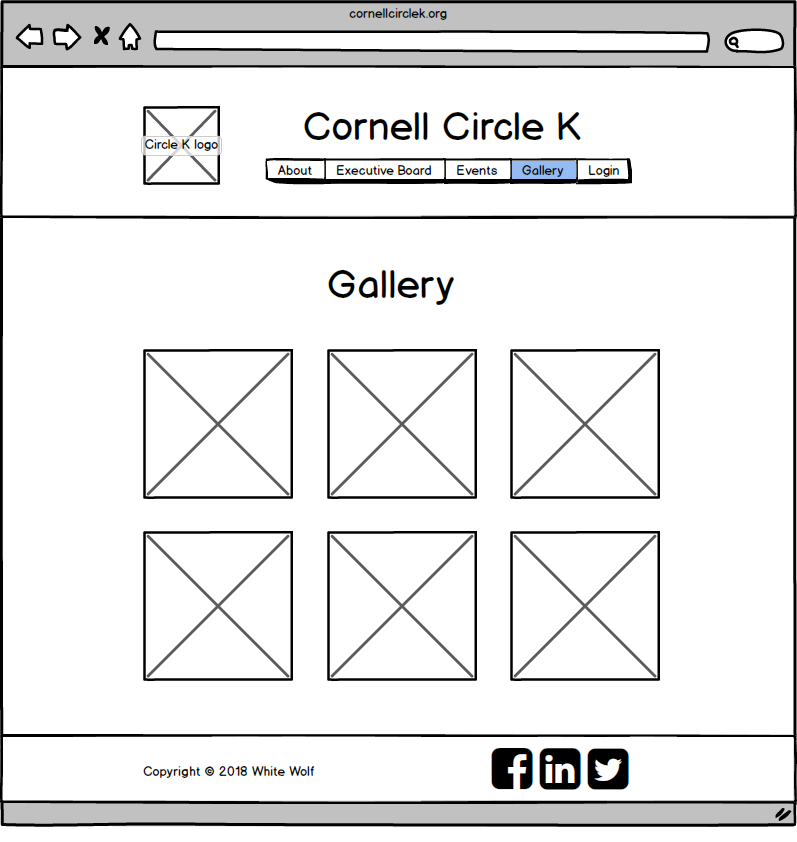 cornellcirclek.org
Circle K logo
Cornell Circle K
About Executive Board Events Gallery Login
Gallery
Copyright © 2018 White Wolf